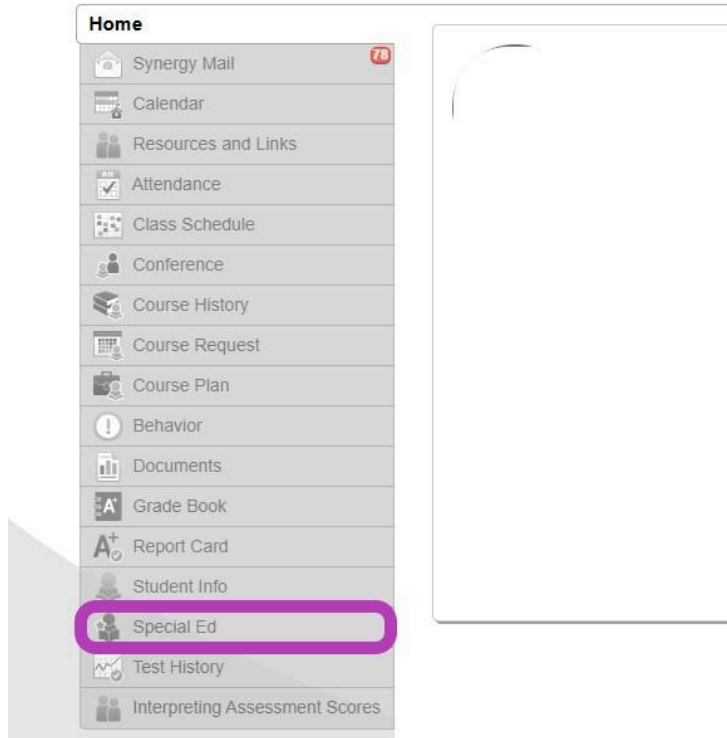 Home
Synergy Mail
78
Calendar
Resources and Links
Attendance
Class Schedule
Conference
Course History
Course Request
Course Plan
Behavior
Documents
A+ Grade Book
A+ Report Card
Student Info
Special Ed
Test History
Interpreting Assessment Scores